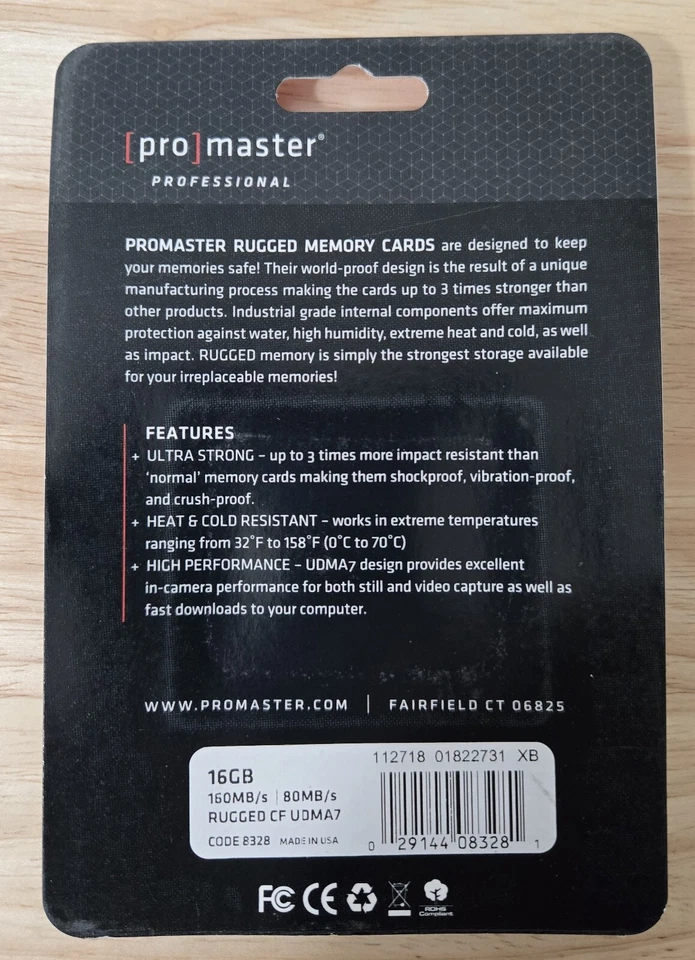 [pro]master®
PROFESSIONAL
PROMASTER RUGGED MEMORY CARDS are designed to keep
your memories safe! Their world-proof design is the result of a unique
manufacturing process making the cards up to 3 times stronger than
other products. Industrial grade internal components offer maximum
protection against water, high humidity, extreme heat and cold, as well
as impact. RUGGED memory is simply the strongest storage available
for your irreplaceable memories!
FEATURES
+ ULTRA STRONG – up to 3 times more impact resistant than
'normal' memory cards making them shockproof, vibration-proof,
and crush-proof.
+ HEAT & COLD RESISTANT – works in extreme temperatures
ranging from 32°F to 158°F (0°C to 70°C)
+ HIGH PERFORMANCE – UDMA7 design provides excellent
in-camera performance for both still and video capture as well as
fast downloads to your computer.
WWW.PROMASTER.COM | FAIRFIELD CT 06825
112718 01822731 XB
16GB
160MB/s | 80MB/s
RUGGED CF UDMA7
CODE 8328 MADE IN USA
0 29144 08328 1
FC CE
ROHS
Compliant